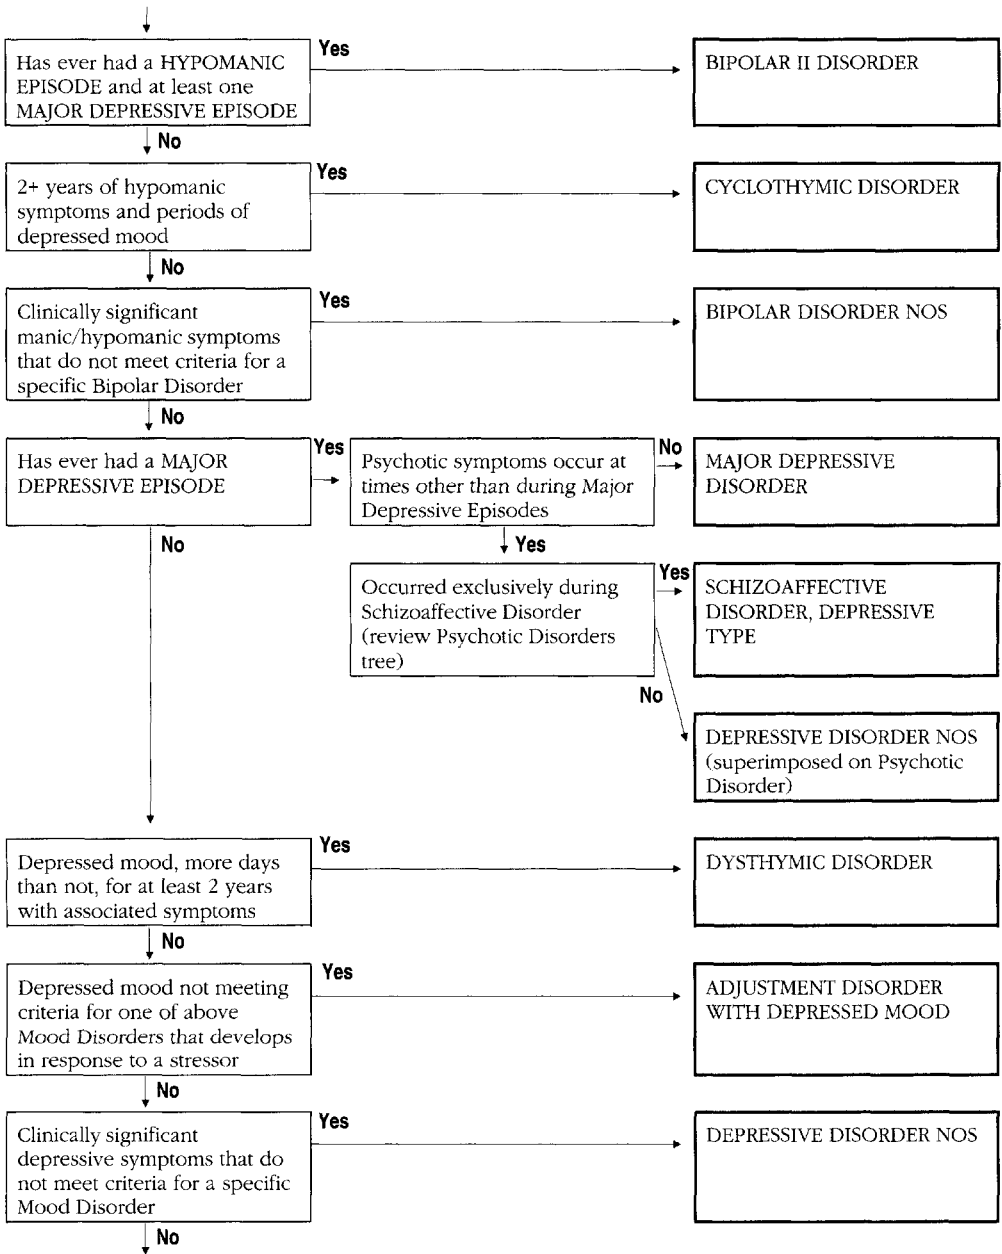 Has ever had a HYPOMANIC
EPISODE and at least one
MAJOR DEPRESSIVE EPISODE
Yes
BIPOLAR II DISORDER
No
2+ years of hypomanic
symptoms and periods of
depressed mood
Yes
CYCLOTHYMIC DISORDER
No
Clinically significant
manic/hypomanic symptoms
that do not meet criteria for a
specific Bipolar Disorder
Yes
BIPOLAR DISORDER NOS
No
Has ever had a MAJOR
DEPRESSIVE EPISODE
Yes
Psychotic symptoms occur at
times other than during Major
Depressive Episodes
No
MAJOR DEPRESSIVE
DISORDER
No
Yes
Occurred exclusively during
Schizoaffective Disorder
(review Psychotic Disorders
tree)
Yes
SCHIZOAFFECTIVE
DISORDER, DEPRESSIVE
TYPE
No
DEPRESSIVE DISORDER NOS
(superimposed on Psychotic
Disorder)
Depressed mood, more days
than not, for at least 2 years
with associated symptoms
Yes
DYSTHYMIC DISORDER
No
Depressed mood not meeting
criteria for one of above
Mood Disorders that develops
in response to a stressor
Yes
ADJUSTMENT DISORDER
WITH DEPRESSED MOOD
No
Clinically significant
depressive symptoms that do
not meet criteria for a specific
Mood Disorder
Yes
DEPRESSIVE DISORDER NOS
No